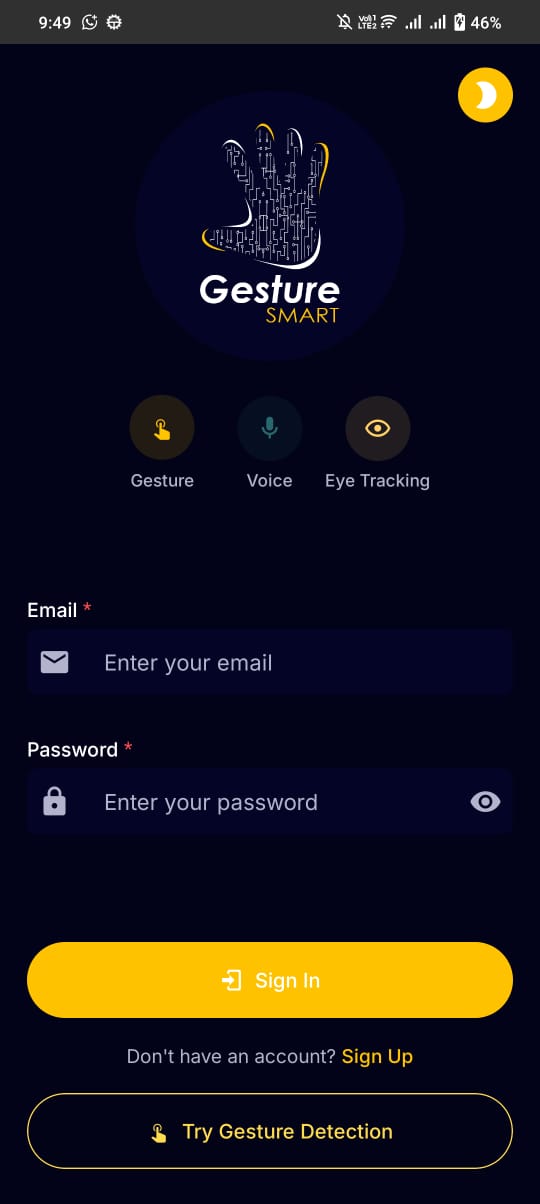 9:49 Vo)) 1 LTE2 46%
Gesture
SMART
Gesture Voice Eye Tracking
Email *
Enter your email
Password *
Enter your password
Sign In
Don't have an account? Sign Up
Try Gesture Detection